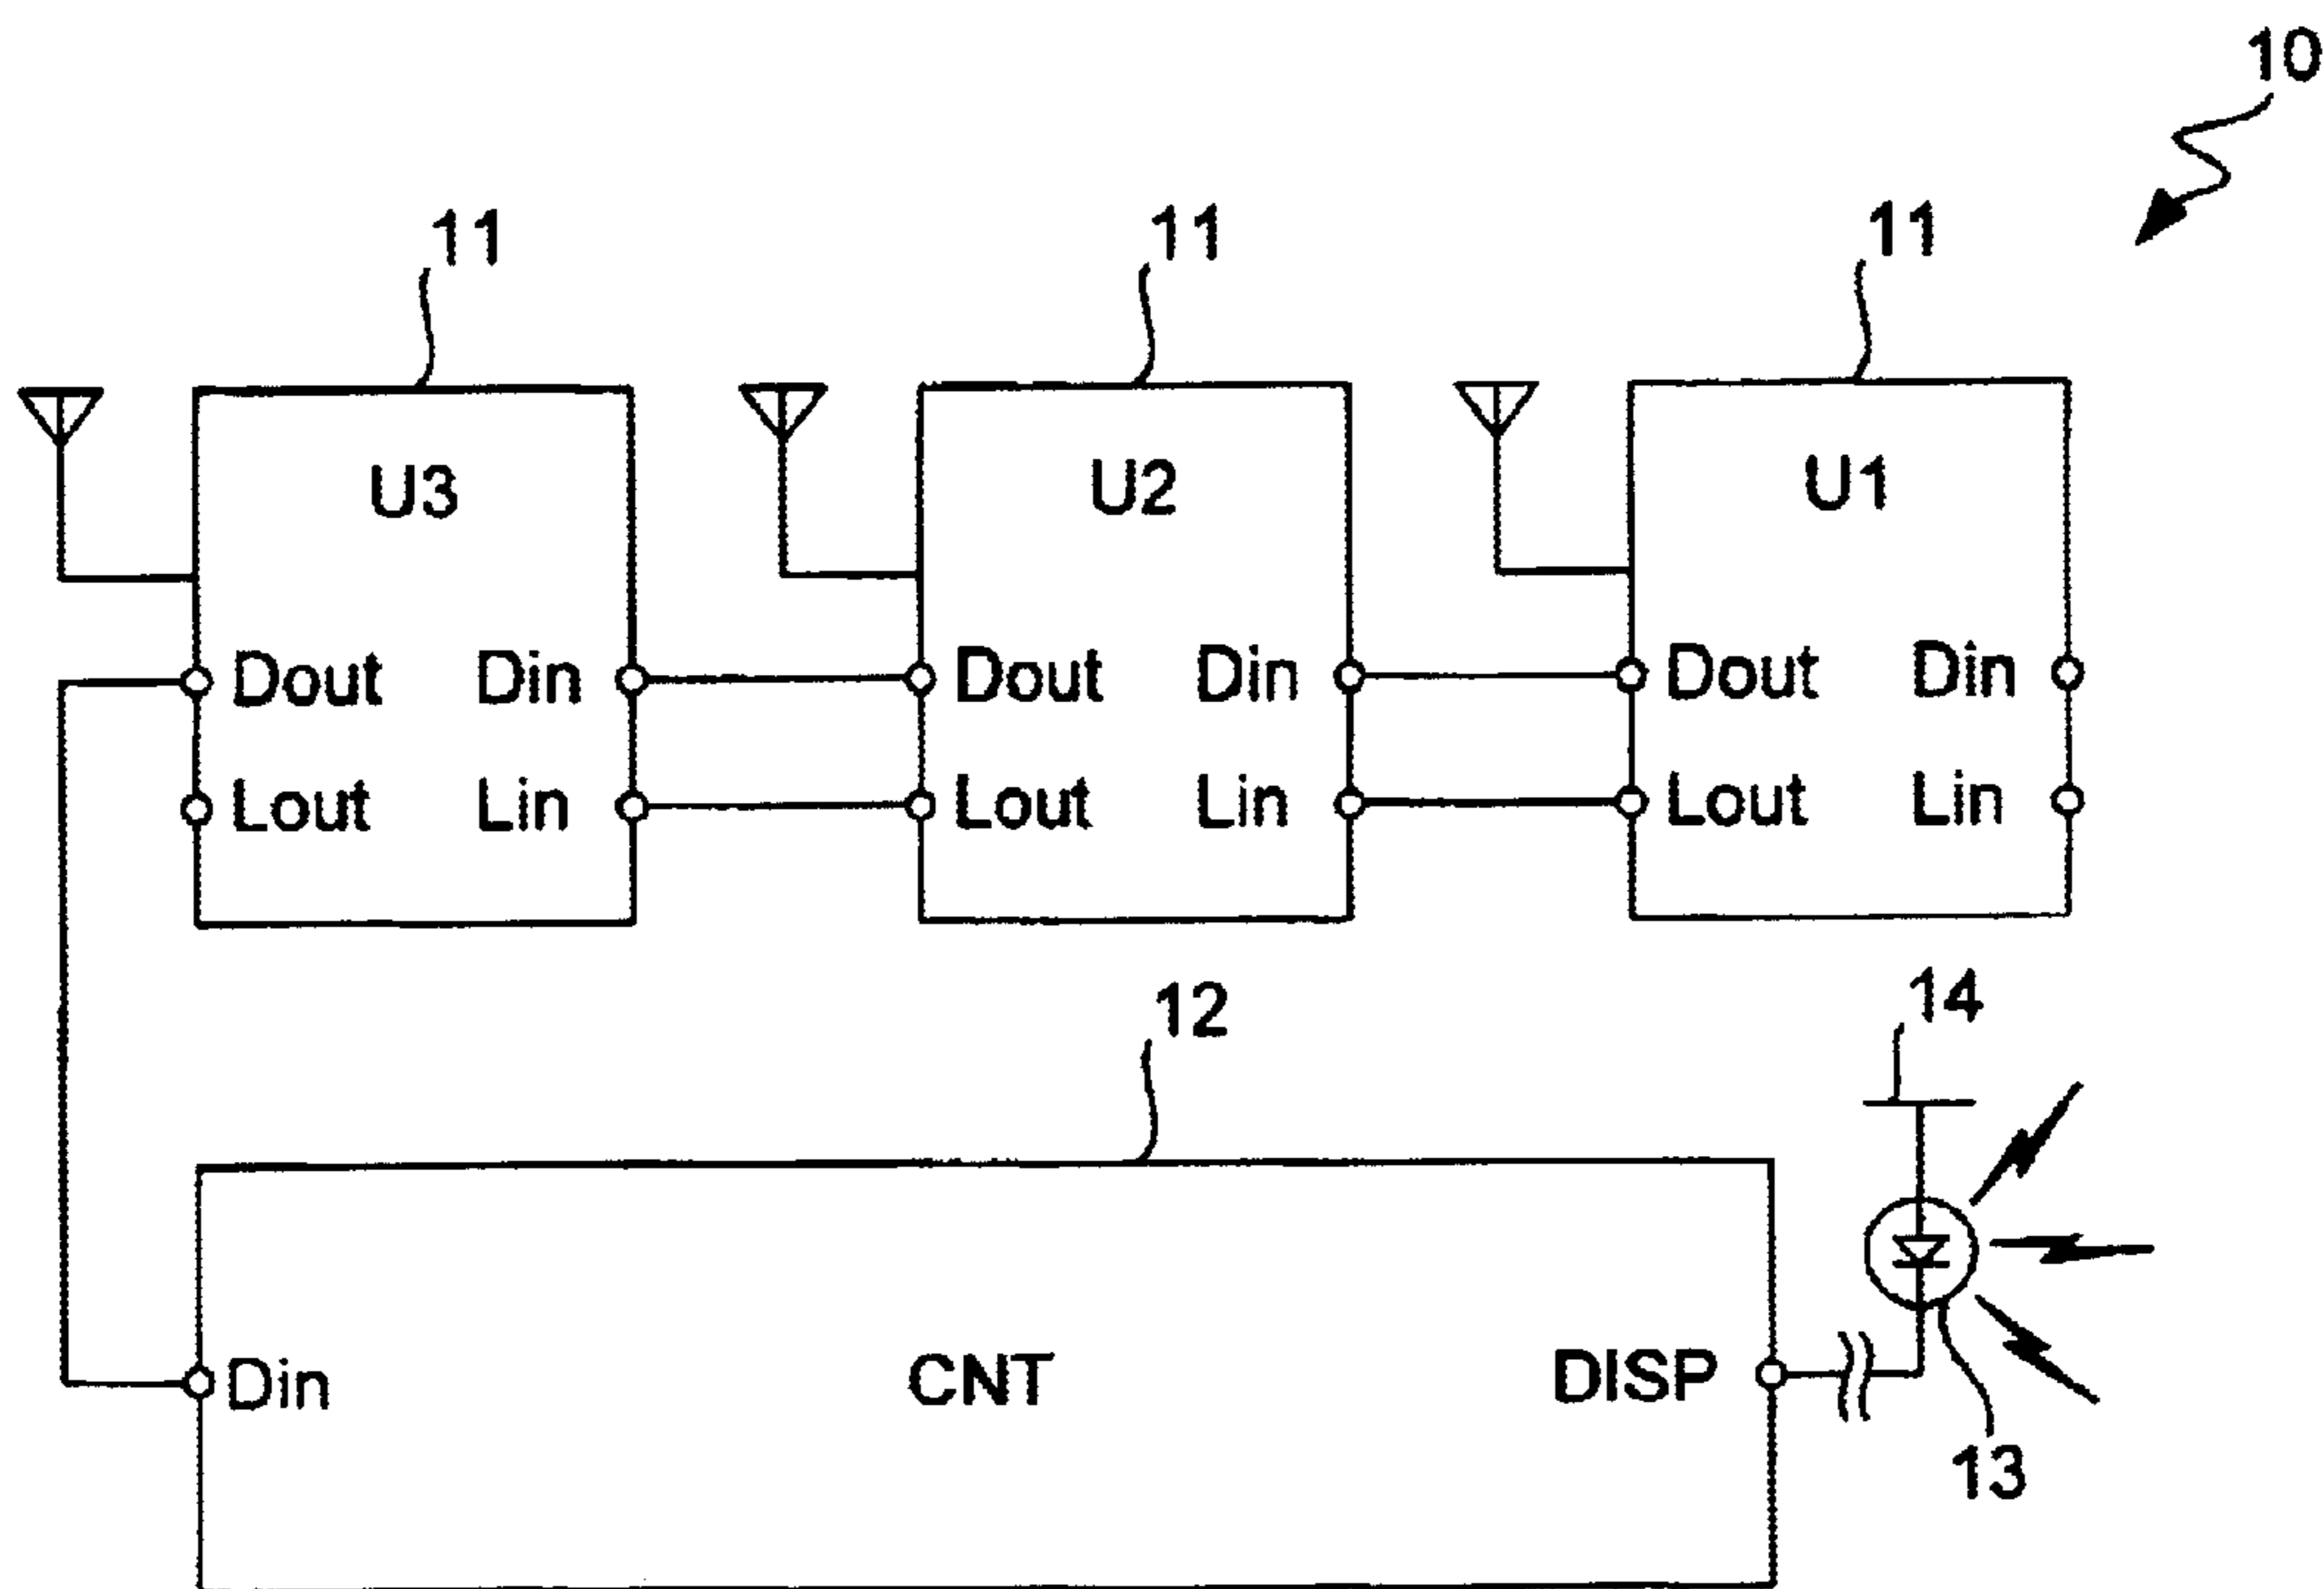 10
11 11 11
U3 U2 U1
Dout Din Dout Din Dout Din
Lout Lin Lout Lin Lout Lin
12 14
Din CNT DISP
13